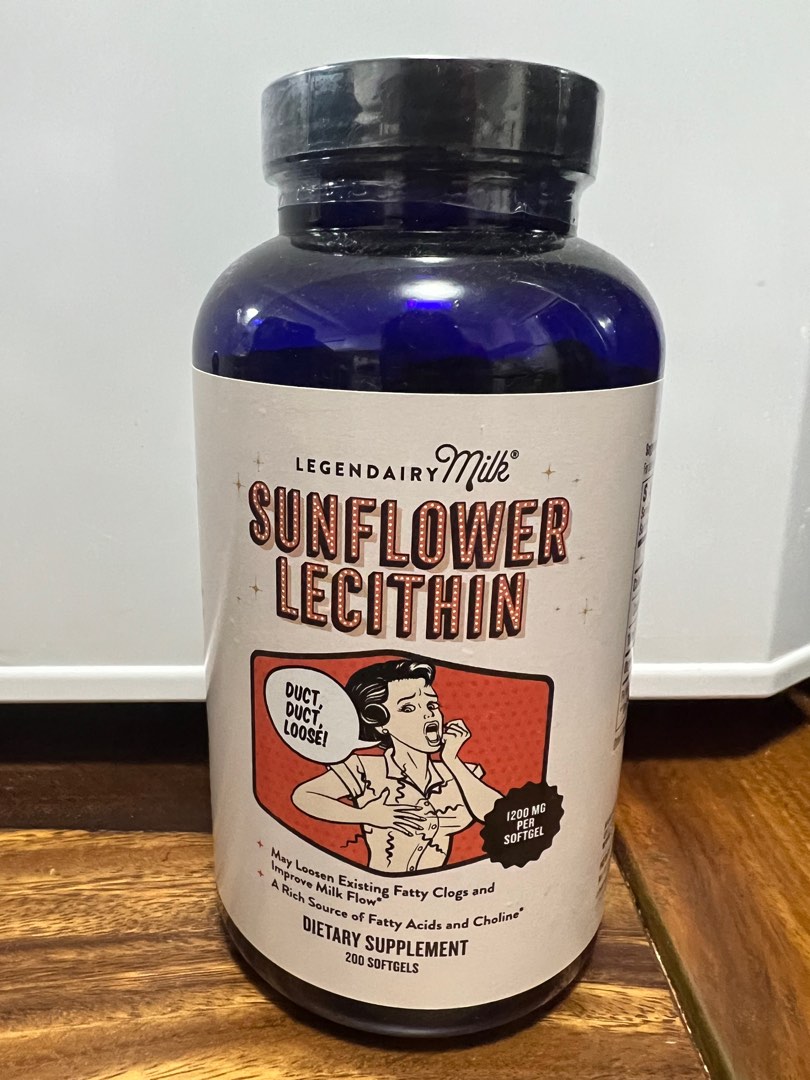 LEGENDAIRY Milk®
SUNFLOWER
LECITHIN
DUCT,
DUCT,
LOOSE!
1200 MG
PER
SOFTGEL
May Loosen Existing Fatty Clogs and
Improve Milk Flow*
A Rich Source of Fatty Acids and Choline*
DIETARY SUPPLEMENT
200 SOFTGELS